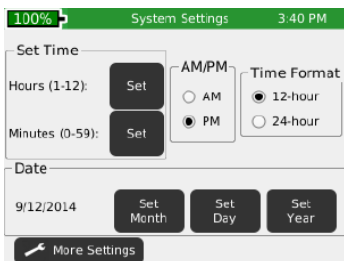 100% System Settings 3:40 PM
Set Time
Hours (1-12): Set
Minutes (0-59): Set
AM/PM
AM
PM
Time Format
12-hour
24-hour
Date
9/12/2014
Set Month
Set Day
Set Year
More Settings